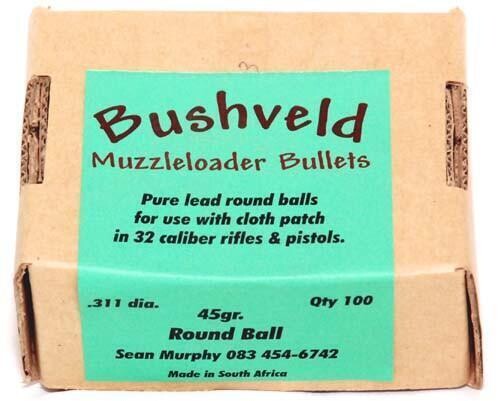 Bushveld
Muzzleloader Bullets
Pure lead round balls
for use with cloth patch
in 32 caliber rifles & pistols.
.311 dia.
Qty 100
45gr.
Round Ball
Sean Murphy 083 454-6742
Made in South Africa